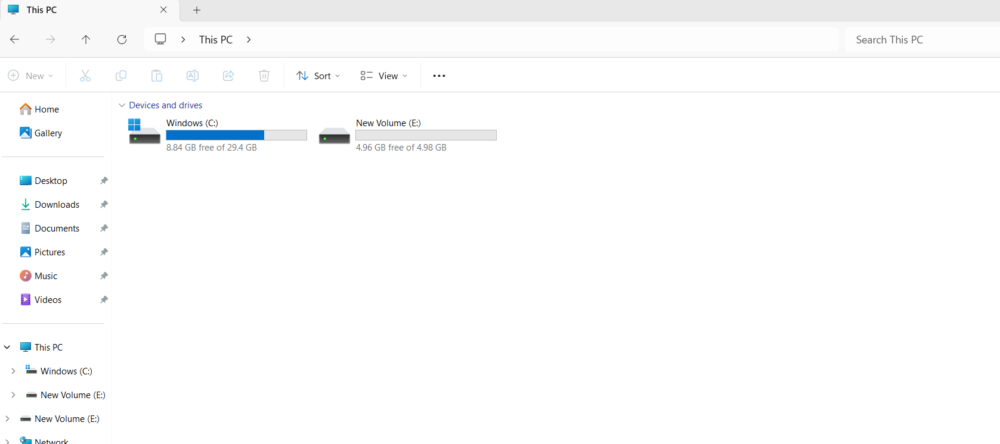 This PC
This PC
Search This PC
New
Sort
View
Home
Gallery
Desktop
Downloads
Documents
Pictures
Music
Videos
This PC
Windows (C:)
New Volume (E:)
New Volume (E:)
Network
Devices and drives
Windows (C:)
8.84 GB free of 29.4 GB
New Volume (E:)
4.96 GB free of 4.98 GB